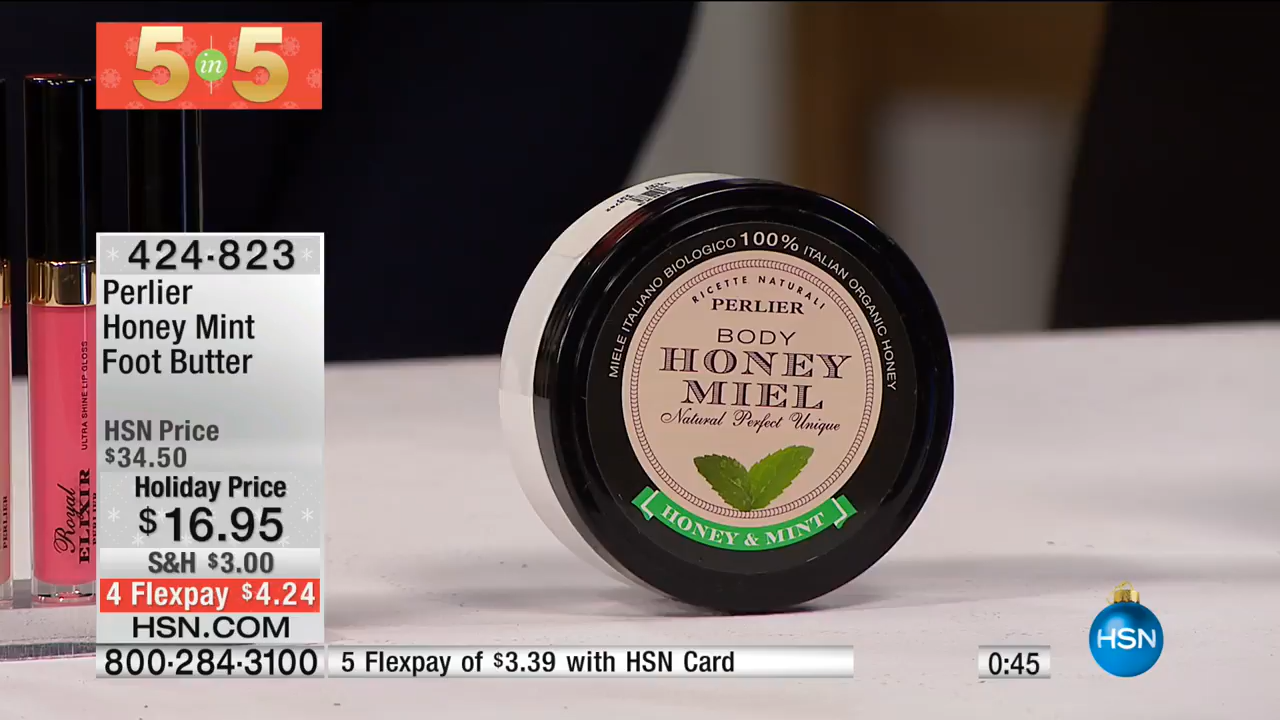 5 in 5
424-823
Perlier
Honey Mint
Foot Butter
HSN Price
$34.50
Holiday Price
$16.95
S&H $3.00
4 Flexpay $4.24
HSN.COM
800-284-3100
5 Flexpay of $3.39 with HSN Card
0:45
HSN
MIELE ITALIANO BIOLOGICO 100% ITALIAN ORGANIC HONEY
RICETTE NATURALI
PERLIER
BODY
HONEY
MIEL
Natural Perfect Unique
HONEY & MINT
Royal
ELIXIR
PERLIER
ULTRA SHINE LIP GLOSS
PERLIER